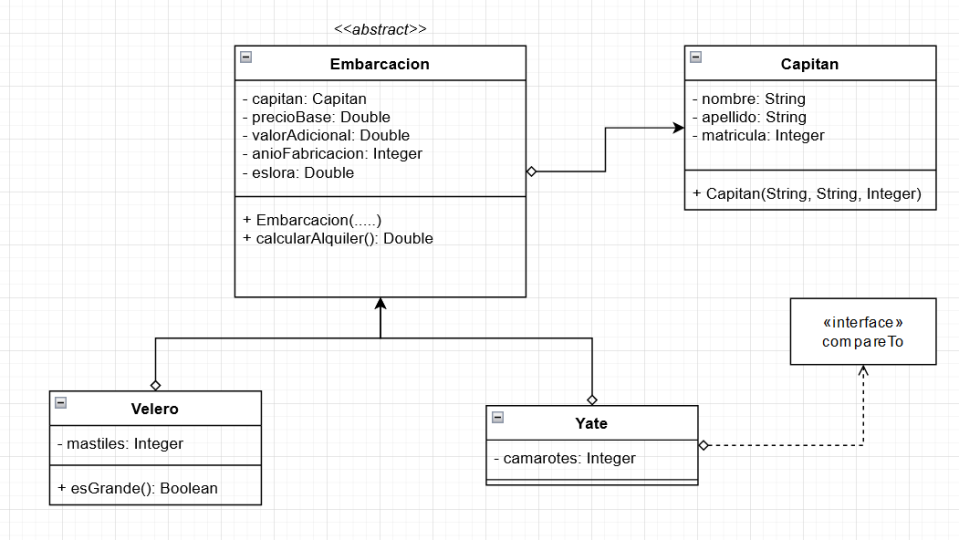 <<abstract>>
Embarcacion
- capitan: Capitan
- precioBase: Double
- valorAdicional: Double
- anioFabricacion: Integer
- eslora: Double
+ Embarcacion(.....)
+ calcularAlquiler(): Double
Capitan
- nombre: String
- apellido: String
- matricula: Integer
+ Capitan(String, String, Integer)
«interface»
compareTo
Velero
- mastiles: Integer
+ esGrande(): Boolean
Yate
- camarotes: Integer